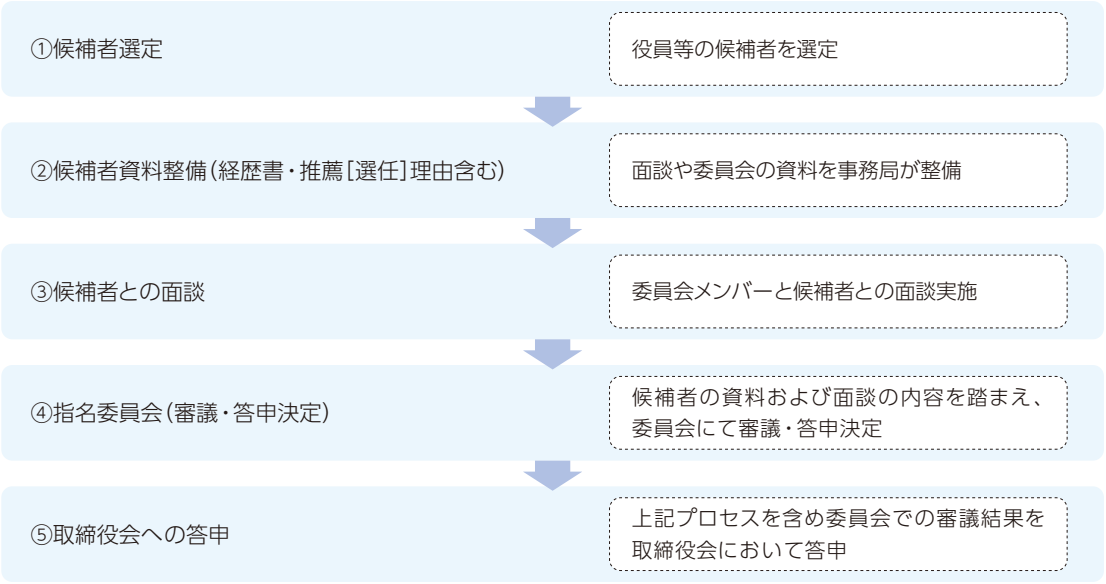 ①候補者選定
役員等の候補者を選定
②候補者資料整備(経歴書・推薦[選任]理由含む)
面談や委員会の資料を事務局が整備
③候補者との面談
委員会メンバーと候補者との面談実施
④指名委員会(審議・答申決定)
候補者の資料および面談の内容を踏まえ、
委員会にて審議・答申決定
⑤取締役会への答申
上記プロセスを含め委員会での審議結果を
取締役会において答申